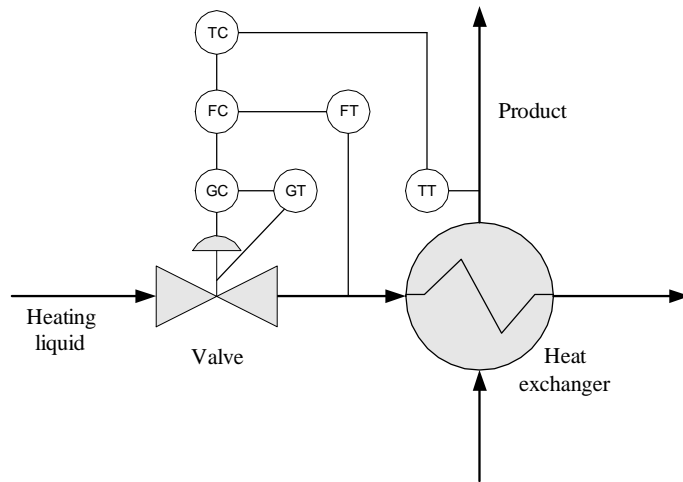 TC
FC
FT
Product
GC
GT
TT
Heating
liquid
Valve
Heat
exchanger